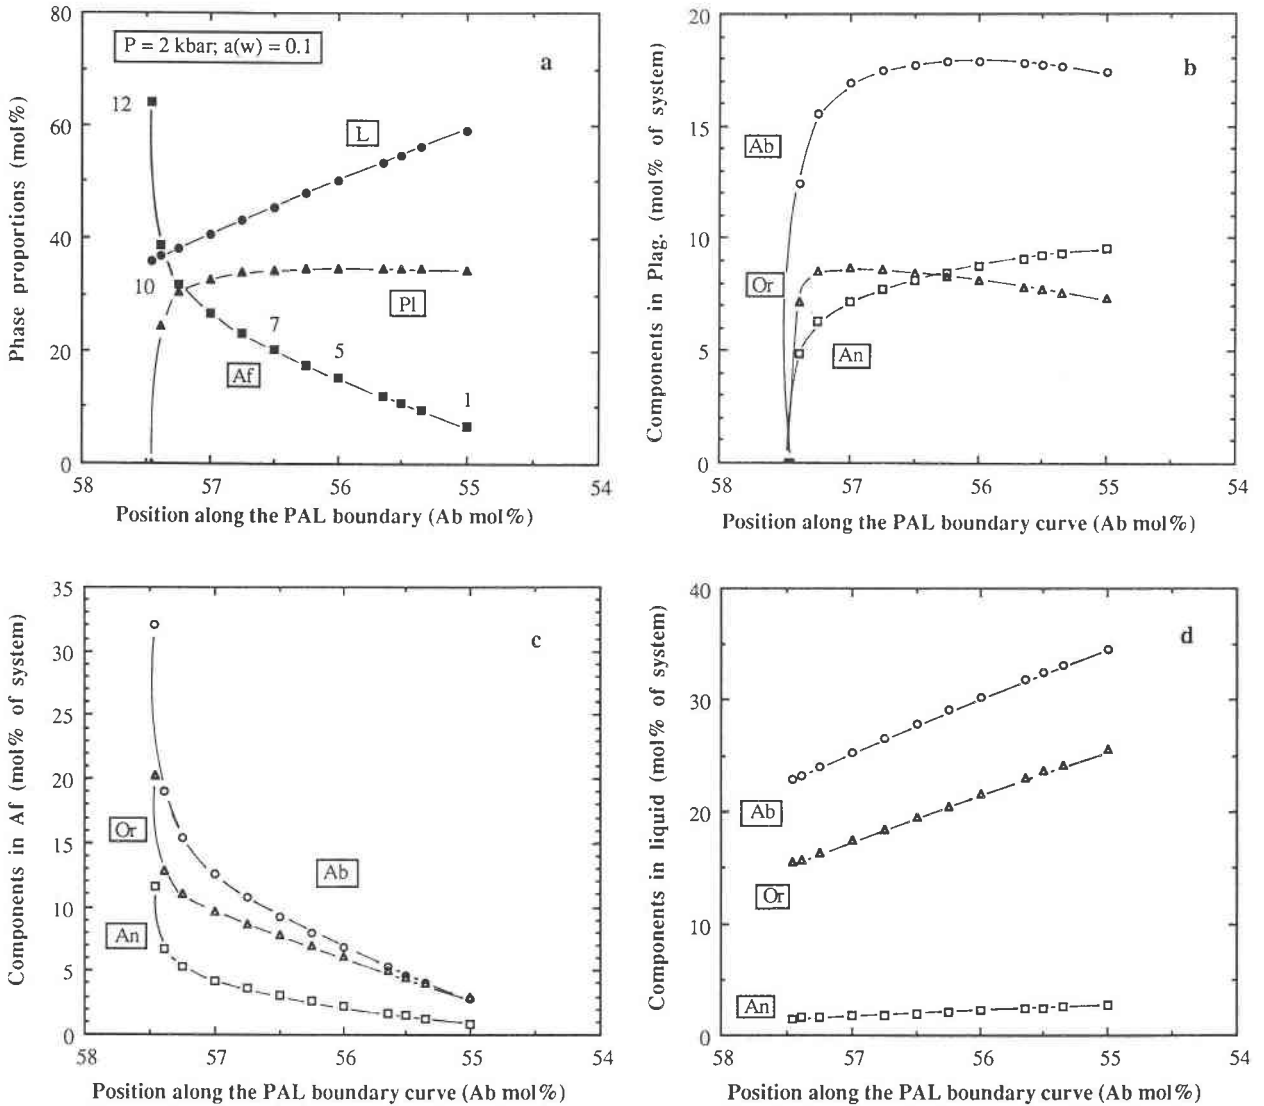 80
60
40
20
0
Phase proportions (mol%)
P = 2 kbar; a(w) = 0.1
a
12
L
10
Pl
7
5
Af
1
58
57
56
55
54
Position along the PAL boundary (Ab mol%)
20
15
10
5
0
Components in Plag. (mol% of system)
b
Ab
Or
An
58
57
56
55
54
Position along the PAL boundary curve (Ab mol%)
35
30
25
20
15
10
5
0
Components in Af (mol% of system)
c
Or
Ab
An
58
57
56
55
54
Position along the PAL boundary curve (Ab mol%)
40
30
20
10
0
Components in liquid (mol% of system)
d
Ab
Or
An
58
57
56
55
54
Position along the PAL boundary curve (Ab mol%)